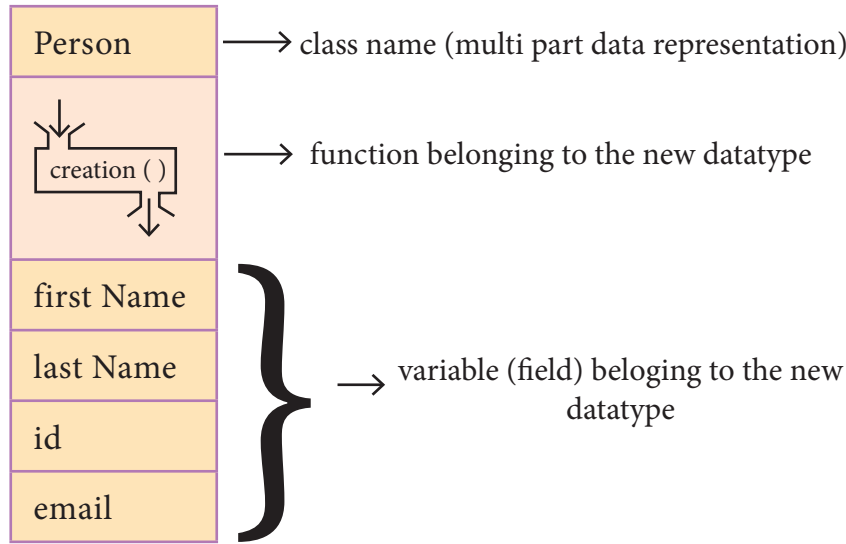 Person
class name (multi part data representation)
creation ( )
function belonging to the new datatype
first Name
last Name
id
email
variable (field) beloging to the new
datatype